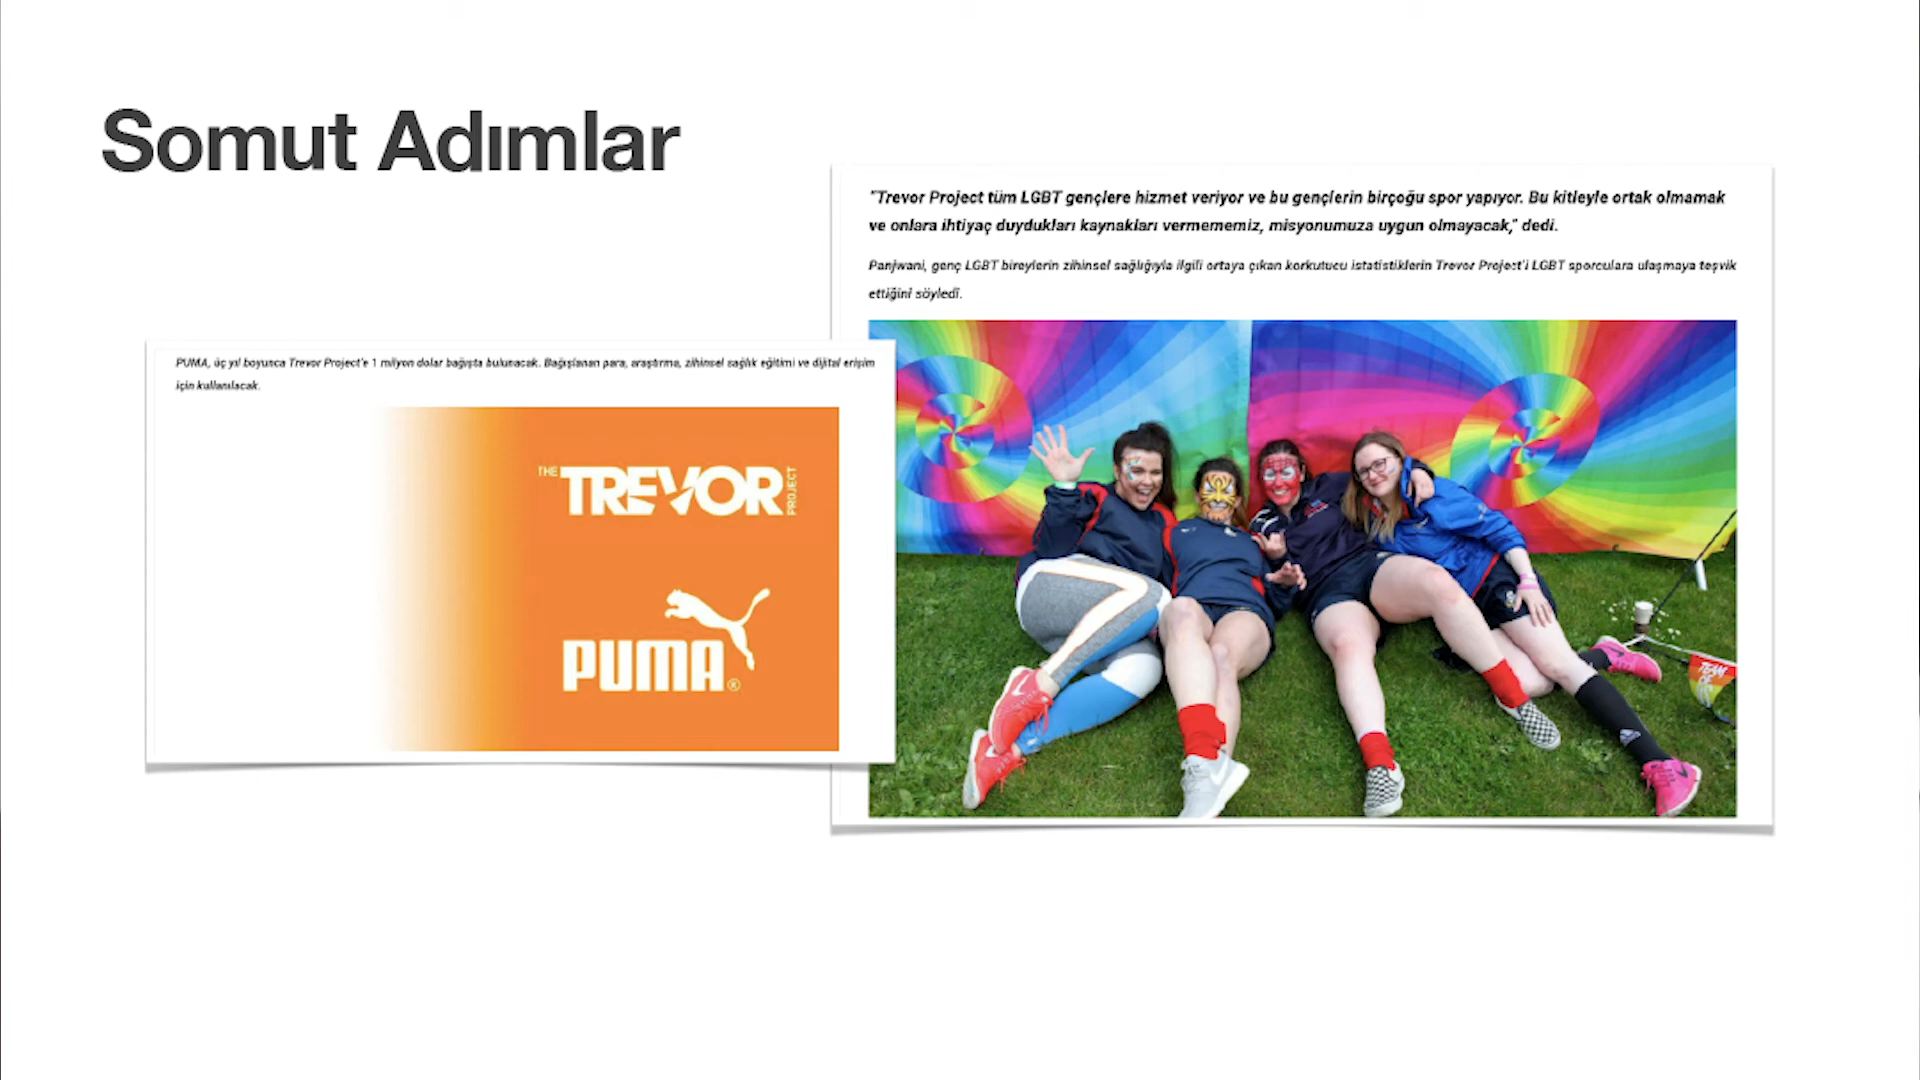 Somut Adımlar
"Trevor Project tüm LGBT gençlere hizmet veriyor ve bu gençlerin birçoğu spor yapıyor. Bu kitleyle ortak olmamak
ve onlara ihtiyaç duydukları kaynakları vermememiz, misyonumuza uygun olmayacak," dedi.
Panjwani, genç LGBT bireylerin zihinsel sağlığıyla ilgili ortaya çıkan korkutucu istatistiklerin Trevor Project'i LGBT sporculara ulaşmaya teşvik
ettiğini söyledi.
PUMA, üç yıl boyunca Trevor Project'e 1 milyon dolar bağışta bulunacak. Bağışlanan para, araştırma, zihinsel sağlık eğitimi ve dijital erişim
için kullanılacak.
THE TREVOR PROJECT
PUMA®
TEAM